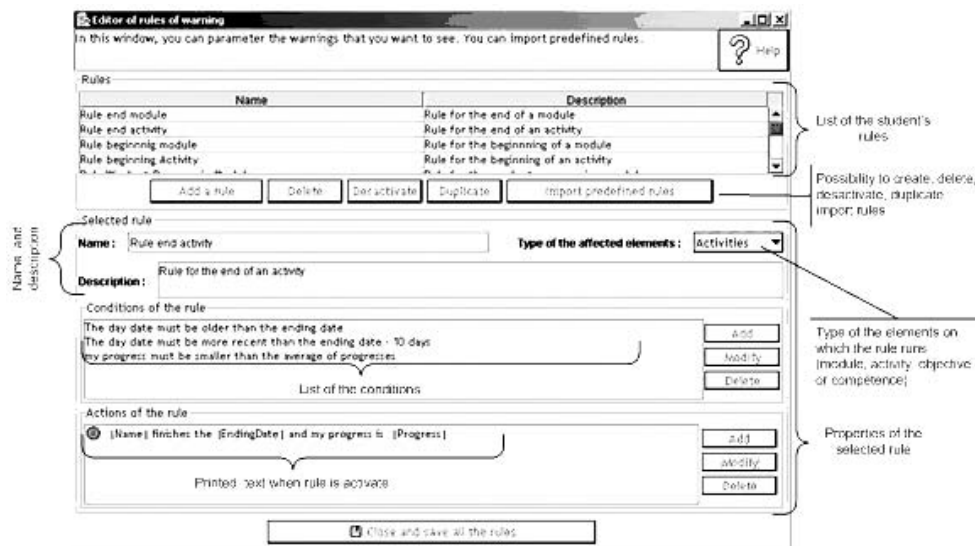 Editor of rules of warning
In this window, you can parameter the warnings that you want to see. You can import predefined rules.
Help
Rules
Name Description
Rule end module Rule for the end of a module
Rule end activity Rule for the end of an activity
Rule beginnnig module Rule for the beginnning of a module
Rule beginning Activity Rule for the beginning of an activity
List of the student's
rules
Add a rule Delete Desactivate Duplicate Import predefined rules
Possibility to create, delete,
desactivate, duplicate
import rules
Selected rule
Name : Rule end activity Type of the affected elements : Activities
Name and
description
Description : Rule for the end of an activity
Conditions of the rule
The day date must be older than the ending date
The day date must be more recent than the ending date - 10 days
my progress must be smaller than the average of progresses
List of the conditions
Add
Modify
Delete
Type of the elements on
which the rule runs
(module, activity, objective
or compétence)
Actions of the rule
|Name| finishes the |EndingDate| and my progress is |Progress|
Printed text when rule is activate
Add
Modify
Delete
Properties of the
selected rule
Close and save all the rules